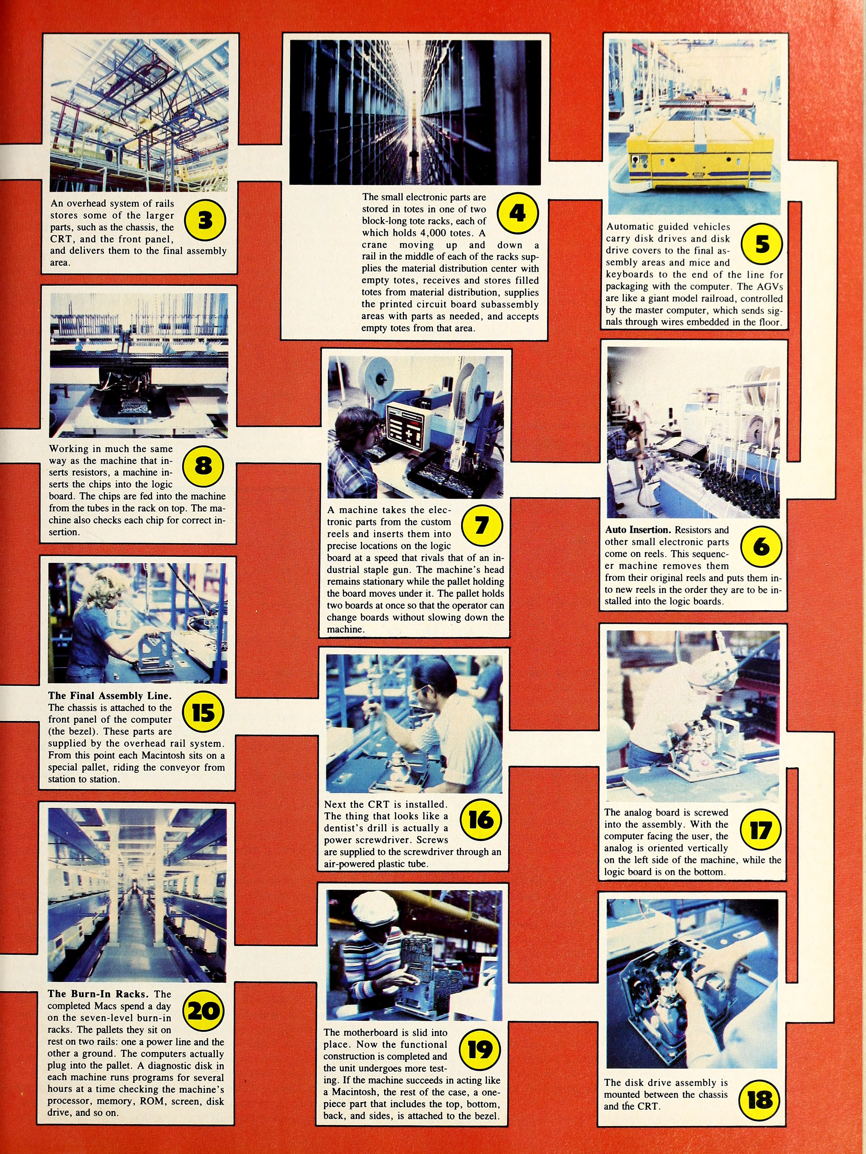 An overhead system of rails
stores some of the larger
parts, such as the chassis, the
CRT, and the front panel,
and delivers them to the final assembly
area.
3
The small electronic parts are
stored in totes in one of two
block-long tote racks, each of
which holds 4,000 totes. A
crane moving up and down a
rail in the middle of each of the racks sup-
plies the material distribution center with
empty totes, receives and stores filled
totes from material distribution, supplies
the printed circuit board subassembly
areas with parts as needed, and accepts
empty totes from that area.
4
Automatic guided vehicles
carry disk drives and disk
drive covers to the final as-
sembly areas and mice and
keyboards to the end of the line for
packaging with the computer. The AGVs
are like a giant model railroad, controlled
by the master computer, which sends sig-
nals through wires embedded in the floor.
5
Auto Insertion. Resistors and
other small electronic parts
come on reels. This sequenc-
er machine removes them
from their original reels and puts them in-
to new reels in the order they are to be in-
stalled into the logic boards.
6
A machine takes the elec-
tronic parts from the custom
reels and inserts them into
precise locations on the logic
board at a speed that rivals that of an in-
dustrial staple gun. The machine's head
remains stationary while the pallet holding
the board moves under it. The pallet holds
two boards at once so that the operator can
change boards without slowing down the
machine.
7
Working in much the same
way as the machine that in-
serts resistors, a machine in-
serts the chips into the logic
board. The chips are fed into the machine
from the tubes in the rack on top. The ma-
chine also checks each chip for correct in-
sertion.
8
The Final Assembly Line.
The chassis is attached to the
front panel of the computer
(the bezel). These parts are
supplied by the overhead rail system.
From this point each Macintosh sits on a
special pallet, riding the conveyor from
station to station.
15
Next the CRT is installed.
The thing that looks like a
dentist's drill is actually a
power screwdriver. Screws
are supplied to the screwdriver through an
air-powered plastic tube.
16
The analog board is screwed
into the assembly. With the
computer facing the user, the
analog is oriented vertically
on the left side of the machine, while the
logic board is on the bottom.
17
The disk drive assembly is
mounted between the chassis
and the CRT.
18
The motherboard is slid into
place. Now the functional
construction is completed and
the unit undergoes more test-
ing. If the machine succeeds in acting like
a Macintosh, the rest of the case, a one-
piece part that includes the top, bottom,
back, and sides, is attached to the bezel.
19
The Burn-In Racks. The
completed Macs spend a day
on the seven-level burn-in
racks. The pallets they sit on
rest on two rails: one a power line and the
other a ground. The computers actually
plug into the pallet. A diagnostic disk in
each machine runs programs for several
hours at a time checking the machine's
processor, memory, ROM, screen, disk
drive, and so on.
20